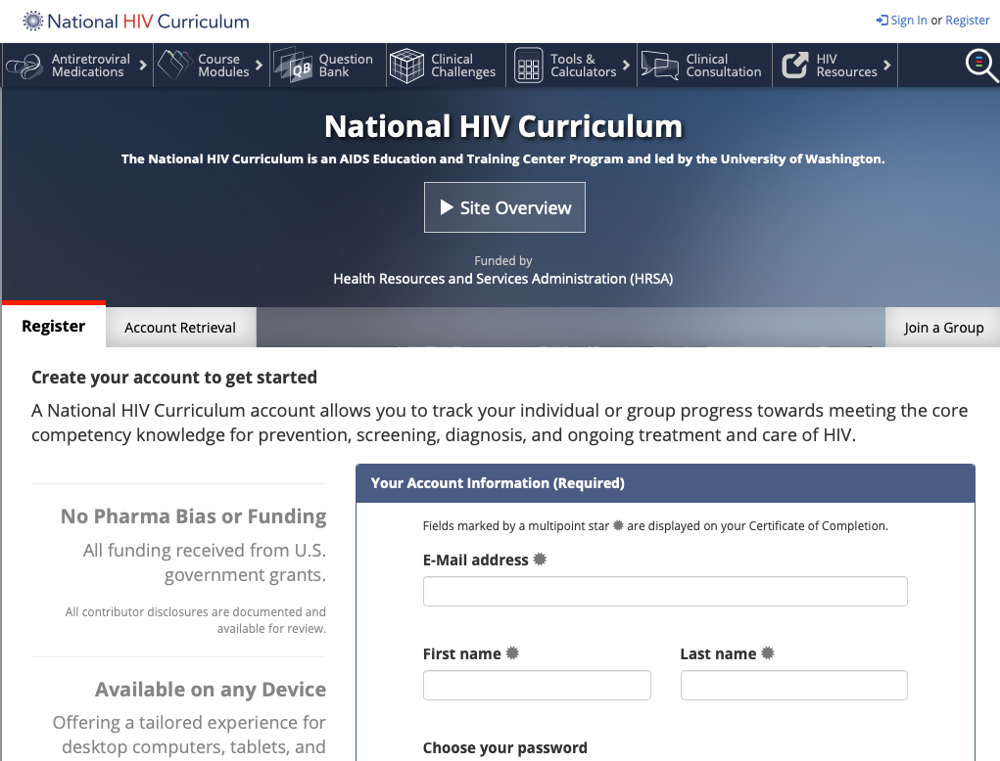 National HIV Curriculum
Sign In or Register
Antiretroviral
Medications
Course
Modules
QB
Question
Bank
Clinical
Challenges
Tools &
Calculators
Clinical
Consultation
HIV
Resources
National HIV Curriculum
The National HIV Curriculum is an AIDS Education and Training Center Program and led by the University of Washington.
Site Overview
Funded by
Health Resources and Services Administration (HRSA)
Register
Account Retrieval
Join a Group
Create your account to get started
A National HIV Curriculum account allows you to track your individual or group progress towards meeting the core
competency knowledge for prevention, screening, diagnosis, and ongoing treatment and care of HIV.
No Pharma Bias or Funding
All funding received from U.S.
government grants.
All contributor disclosures are documented and
available for review.
Available on any Device
Offering a tailored experience for
desktop computers, tablets, and
Your Account Information (Required)
Fields marked by a multipoint star ✹ are displayed on your Certificate of Completion.
E-Mail address ✹
First name ✹
Last name ✹
Choose your password